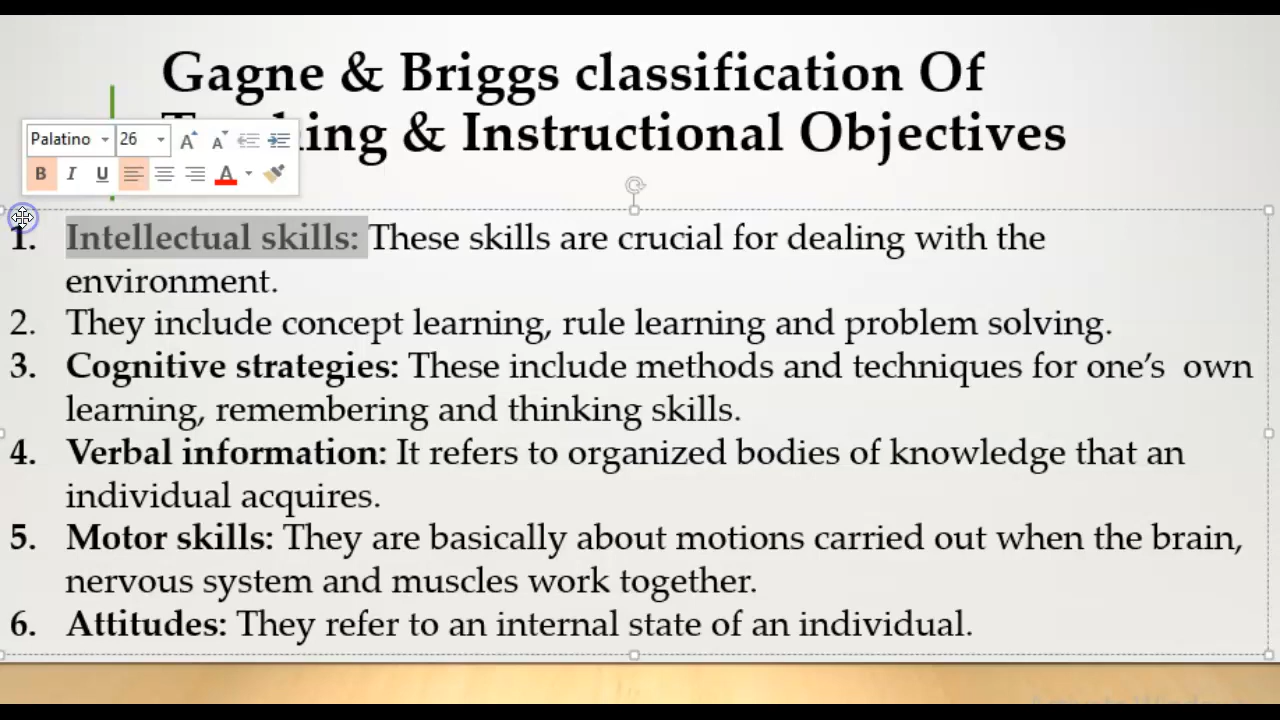 Gagne & Briggs classification Of
& Instructional Objectives
Palatino 26
B I U A
1. Intellectual skills: These skills are crucial for dealing with the
environment.
2. They include concept learning, rule learning and problem solving.
3. Cognitive strategies: These include methods and techniques for one’s own
learning, remembering and thinking skills.
4. Verbal information: It refers to organized bodies of knowledge that an
individual acquires.
5. Motor skills: They are basically about motions carried out when the brain,
nervous system and muscles work together.
6. Attitudes: They refer to an internal state of an individual.